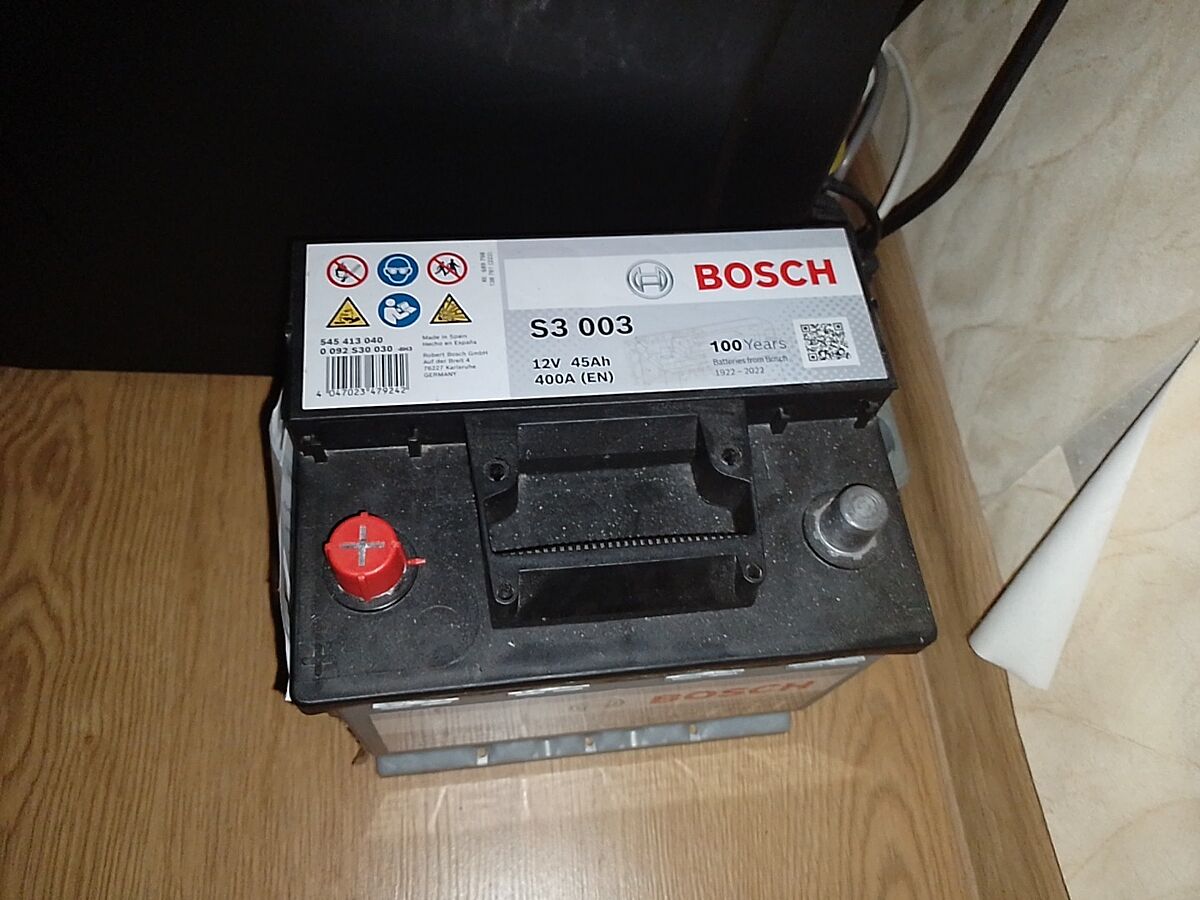 BOSCH
S3 003
12V 45Ah
400A (EN)
100Years
Batteries from Bosch
1922 – 2022
545 413 040
0 092 S30 030 -8H3
Made in Spain
Hecho en España
Robert Bosch GmbH
Auf der Breit 4
76227 Karlsruhe
GERMANY
4 047023 479242
+
BOSCH